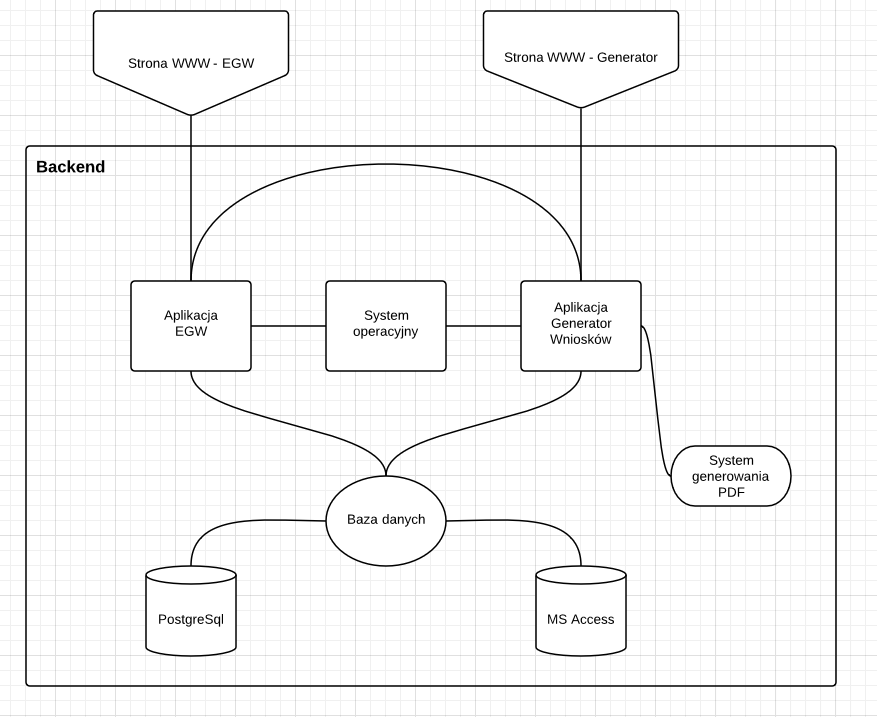 Strona WWW - EGW
Strona WWW - Generator
Backend
Aplikacja
EGW
System
operacyjny
Aplikacja
Generator
Wniosków
System
generowania
PDF
Baza danych
PostgreSql
MS Access